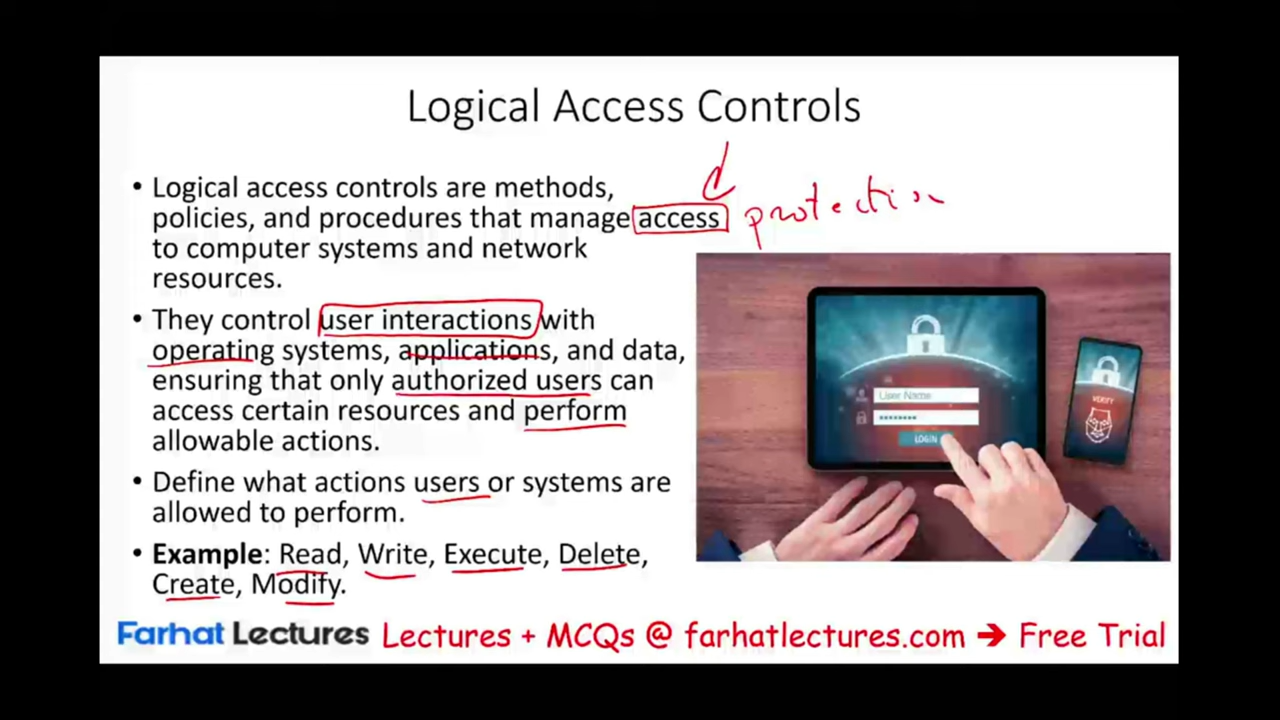 Logical Access Controls
• Logical access controls are methods,
policies, and procedures that manage access
protection
to computer systems and network
resources.
• They control user interactions with
operating systems, applications, and data,
ensuring that only authorized users can
access certain resources and perform
allowable actions.
• Define what actions users or systems are
allowed to perform.
• Example: Read, Write, Execute, Delete,
Create, Modify.
User Name
LOGIN
VERIFY
Farhat Lectures Lectures + MCQs @ farhatlectures.com → Free Trial